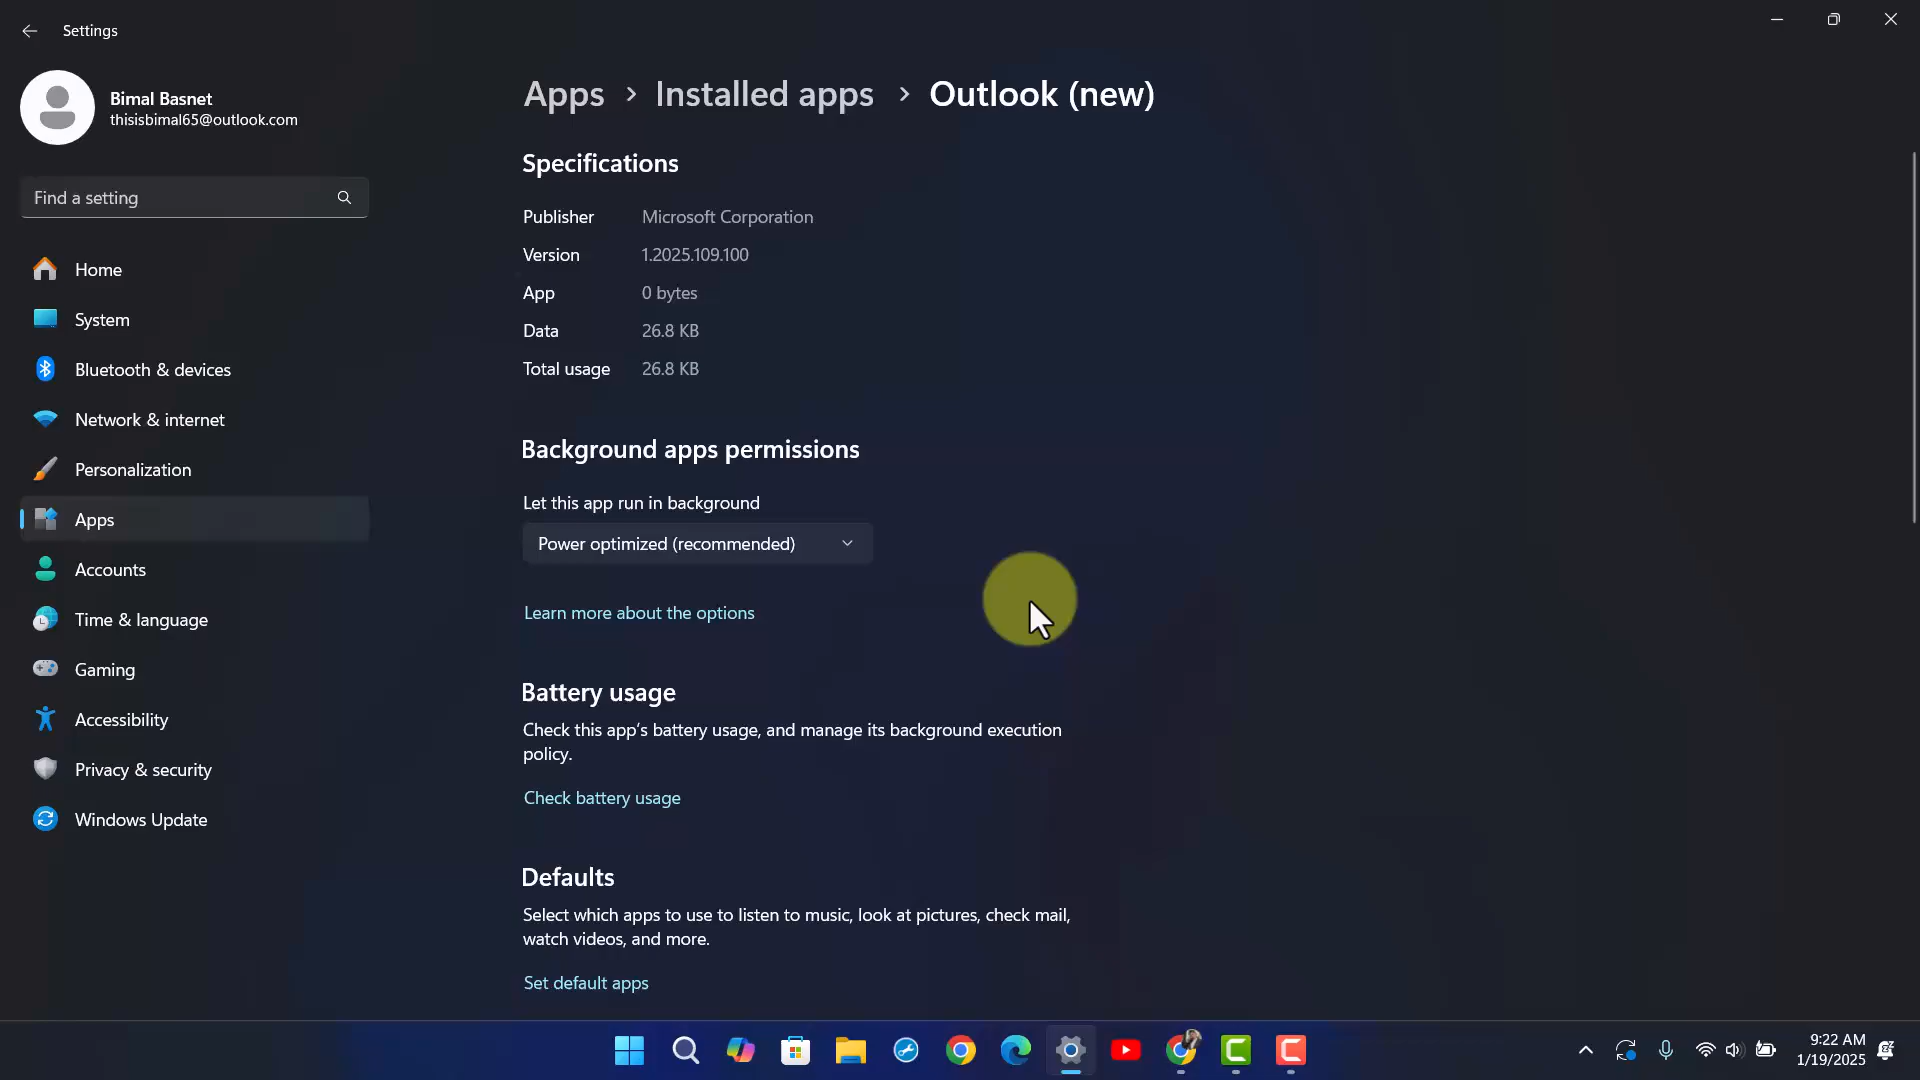 Settings
Bimal Basnet
thisisbimal65@outlook.com
Find a setting
Home
System
Bluetooth & devices
Network & internet
Personalization
Apps
Accounts
Time & language
Gaming
Accessibility
Privacy & security
Windows Update
Apps > Installed apps > Outlook (new)
Specifications
Publisher Microsoft Corporation
Version 1.2025.109.100
App 0 bytes
Data 26.8 KB
Total usage 26.8 KB
Background apps permissions
Let this app run in background
Power optimized (recommended)
Learn more about the options
Battery usage
Check this app's battery usage, and manage its background execution
policy.
Check battery usage
Defaults
Select which apps to use to listen to music, look at pictures, check mail,
watch videos, and more.
Set default apps
9:22 AM
1/19/2025